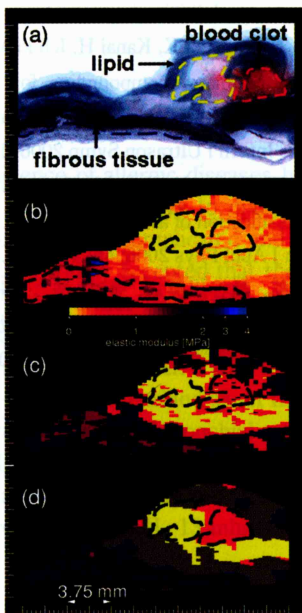 (a)
blood clot
lipid
fibrous tissue
(b)
0 1 2 3 4
elastic modulus [MPa]
(c)
(d)
3.75 mm